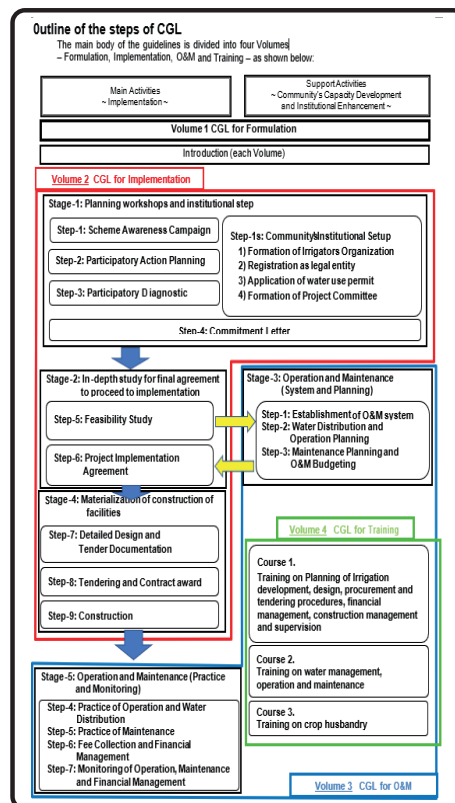 Outline of the steps of CGL
The main body of the guidelines is divided into four Volumes
– Formulation, Implementation, O&M and Training – as shown below:
Main Activities
~ Implementation ~
Support Activities
~ Community's Capacity Development
and Institutional Enhancement ~
Volume 1 CGL for Formulation
Introduction (each Volume)
Volume 2 CGL for Implementation
Stage-1: Planning workshops and institutional step
Step-1: Scheme Awareness Campaign
Step-2: Participatory Action Planning
Step-3: Participatory Diagnostic
Step-1s: Community's Institutional Setup
1) Formation of Irrigators Organization
2) Registration as legal entity
3) Application of water use permit
4) Formation of Project Committee
Step-4: Commitment Letter
Stage-2: In-depth study for final agreement
to proceed to implementation
Step-5: Feasibility Study
Step-6: Project Implementation
Agreement
Stage-3: Operation and Maintenance
(System and Planning)
Step-1: Establishment of O&M system
Step-2: Water Distribution and
Operation Planning
Step-3: Maintenance Planning and
O&M Budgeting
Stage-4: Materialization of construction of
facilities
Step-7: Detailed Design and
Tender Documentation
Step-8: Tendering and Contract award
Step-9: Construction
Volume 4 CGL for Training
Course 1.
Training on Planning of Irrigation
development, design, procurement and
tendering procedures, financial
management, construction management
and supervision
Course 2.
Training on water management,
operation and maintenance
Course 3.
Training on crop husbandry
Stage-5: Operation and Maintenance (Practice
and Monitoring)
Step-4: Practice of Operation and Water
Distribution
Step-5: Practice of Maintenance
Step-6: Fee Collection and Financial
Management
Step-7: Monitoring of Operation, Maintenance
and Financial Management
Volume 3 CGL for O&M